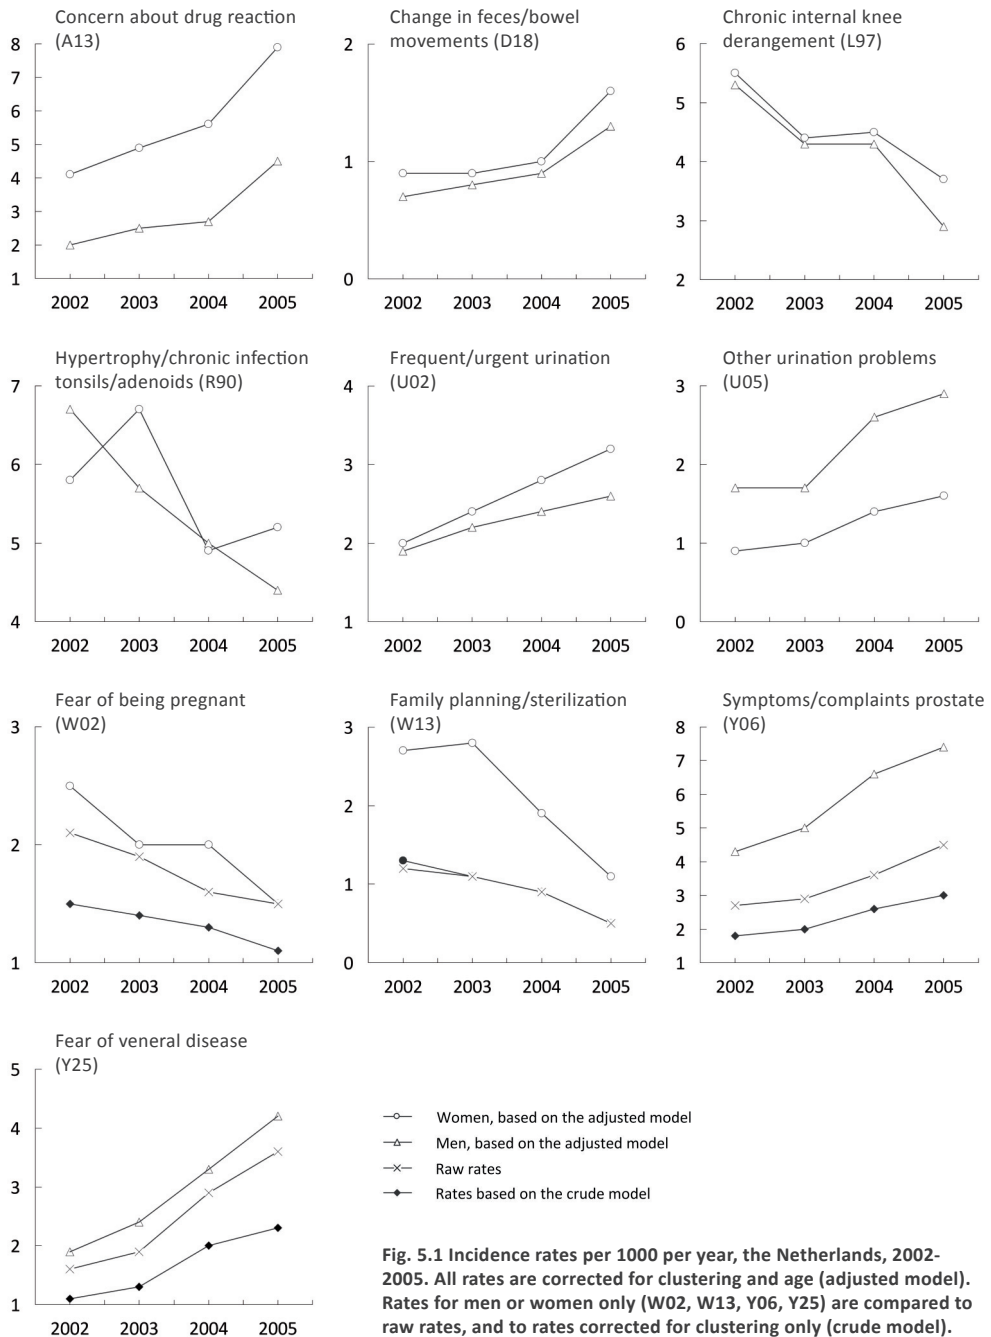 Concern about drug reaction
(A13)
8
7
6
5
4
3
2
1
2002 2003 2004 2005
Change in feces/bowel
movements (D18)
2
1
0
2002 2003 2004 2005
Chronic internal knee
derangement (L97)
6
5
4
3
2
2002 2003 2004 2005
Hypertrophy/chronic infection
tonsils/adenoids (R90)
7
6
5
4
2002 2003 2004 2005
Frequent/urgent urination
(U02)
4
3
2
1
2002 2003 2004 2005
Other urination problems
(U05)
3
2
1
0
2002 2003 2004 2005
Fear of being pregnant
(W02)
3
2
1
2002 2003 2004 2005
Family planning/sterilization
(W13)
3
2
1
0
2002 2003 2004 2005
Symptoms/complaints prostate
(Y06)
8
7
6
5
4
3
2
1
2002 2003 2004 2005
Fear of veneral disease
(Y25)
5
4
3
2
1
2002 2003 2004 2005
Women, based on the adjusted model
Men, based on the adjusted model
Raw rates
Rates based on the crude model
Fig. 5.1 Incidence rates per 1000 per year, the Netherlands, 2002-
2005. All rates are corrected for clustering and age (adjusted model).
Rates for men or women only (W02, W13, Y06, Y25) are compared to
raw rates, and to rates corrected for clustering only (crude model).